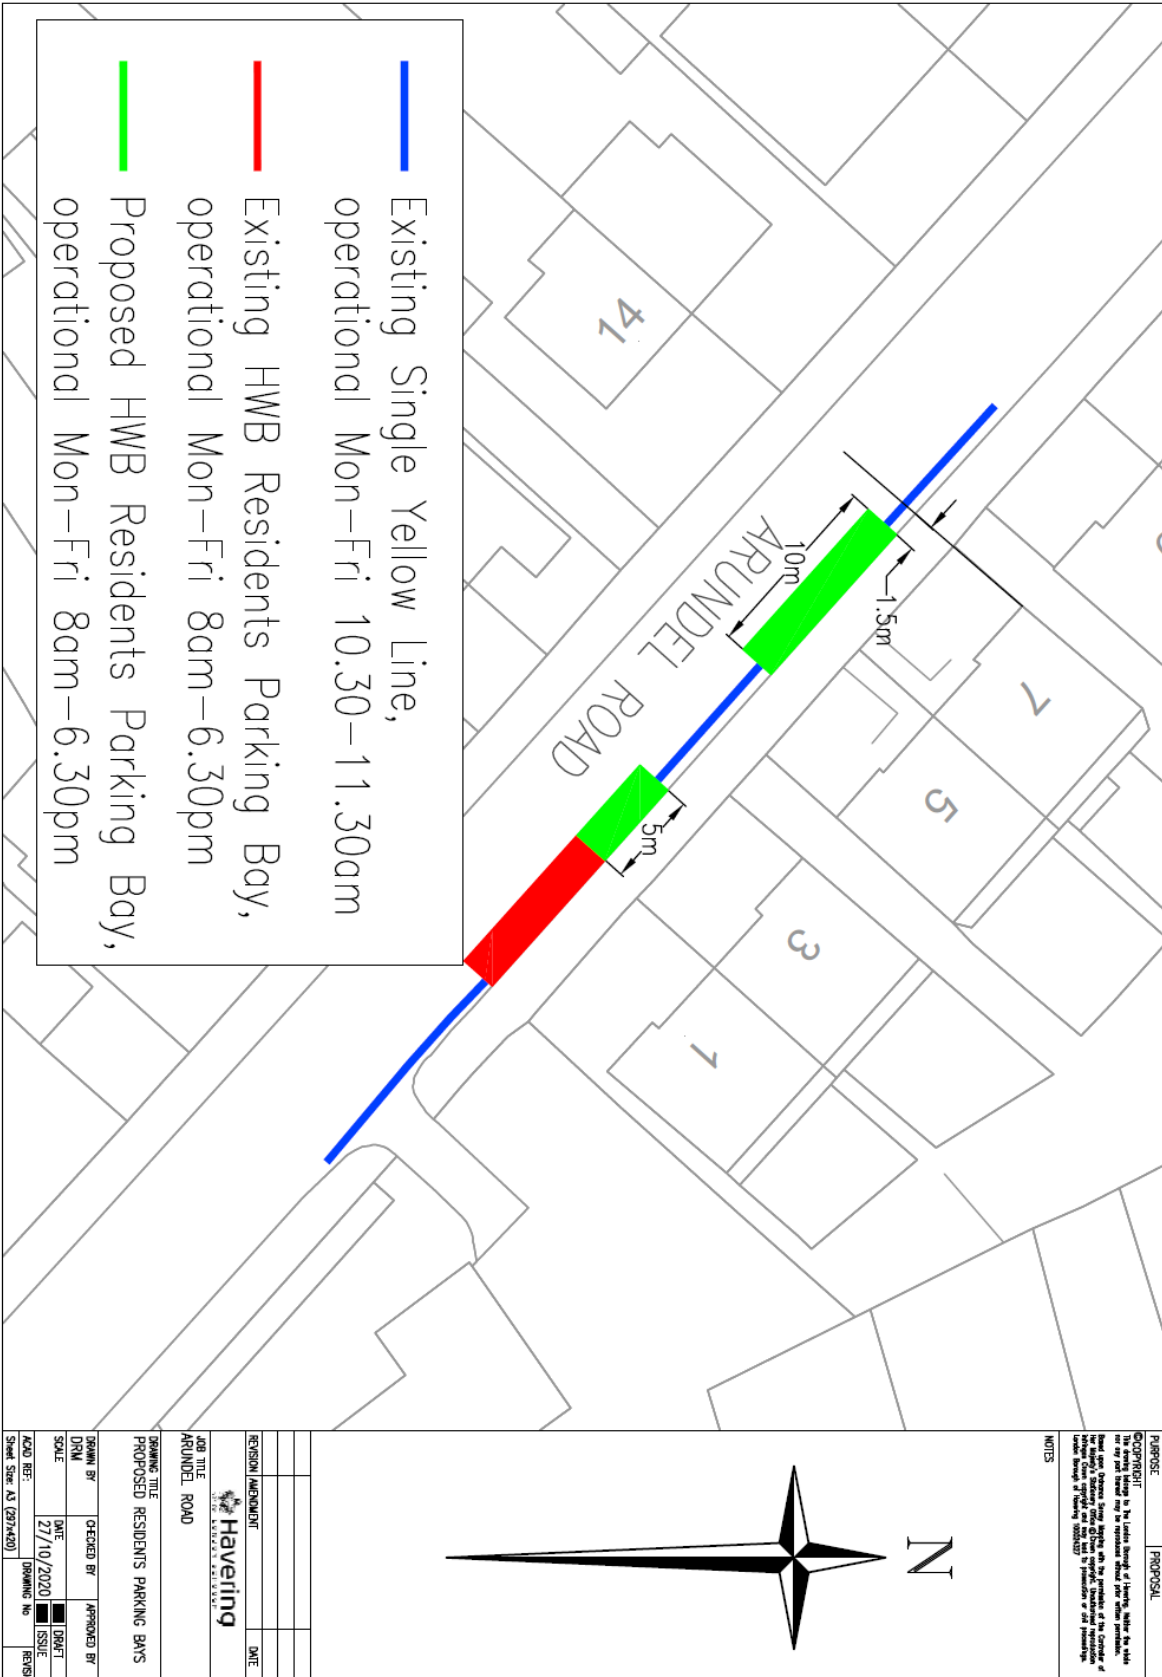 Existing Single Yellow Line,
operational Mon-Fri 10.30-11.30am
Existing HWB Residents Parking Bay,
operational Mon-Fri 8am-6.30pm
Proposed HWB Residents Parking Bay,
operational Mon-Fri 8am-6.30pm
14
ARUNDEL ROAD
10m
1.5m
5m
7
5
3
1
PURPOSE
PROPOSAL
©COPYRIGHT
NOTES
N
REVISION
AMENDMENT
DATE
Havering
JOB TITLE
ARUNDEL ROAD
DRAWING TITLE
PROPOSED RESIDENTS PARKING BAYS
DRAWN BY
DRM
CHECKED BY
APPROVED BY
SCALE
DATE
27/10/2020
DRAFT
ISSUE
ACAD REF:
DRAWING No
Sheet Size: A3 (297x420)